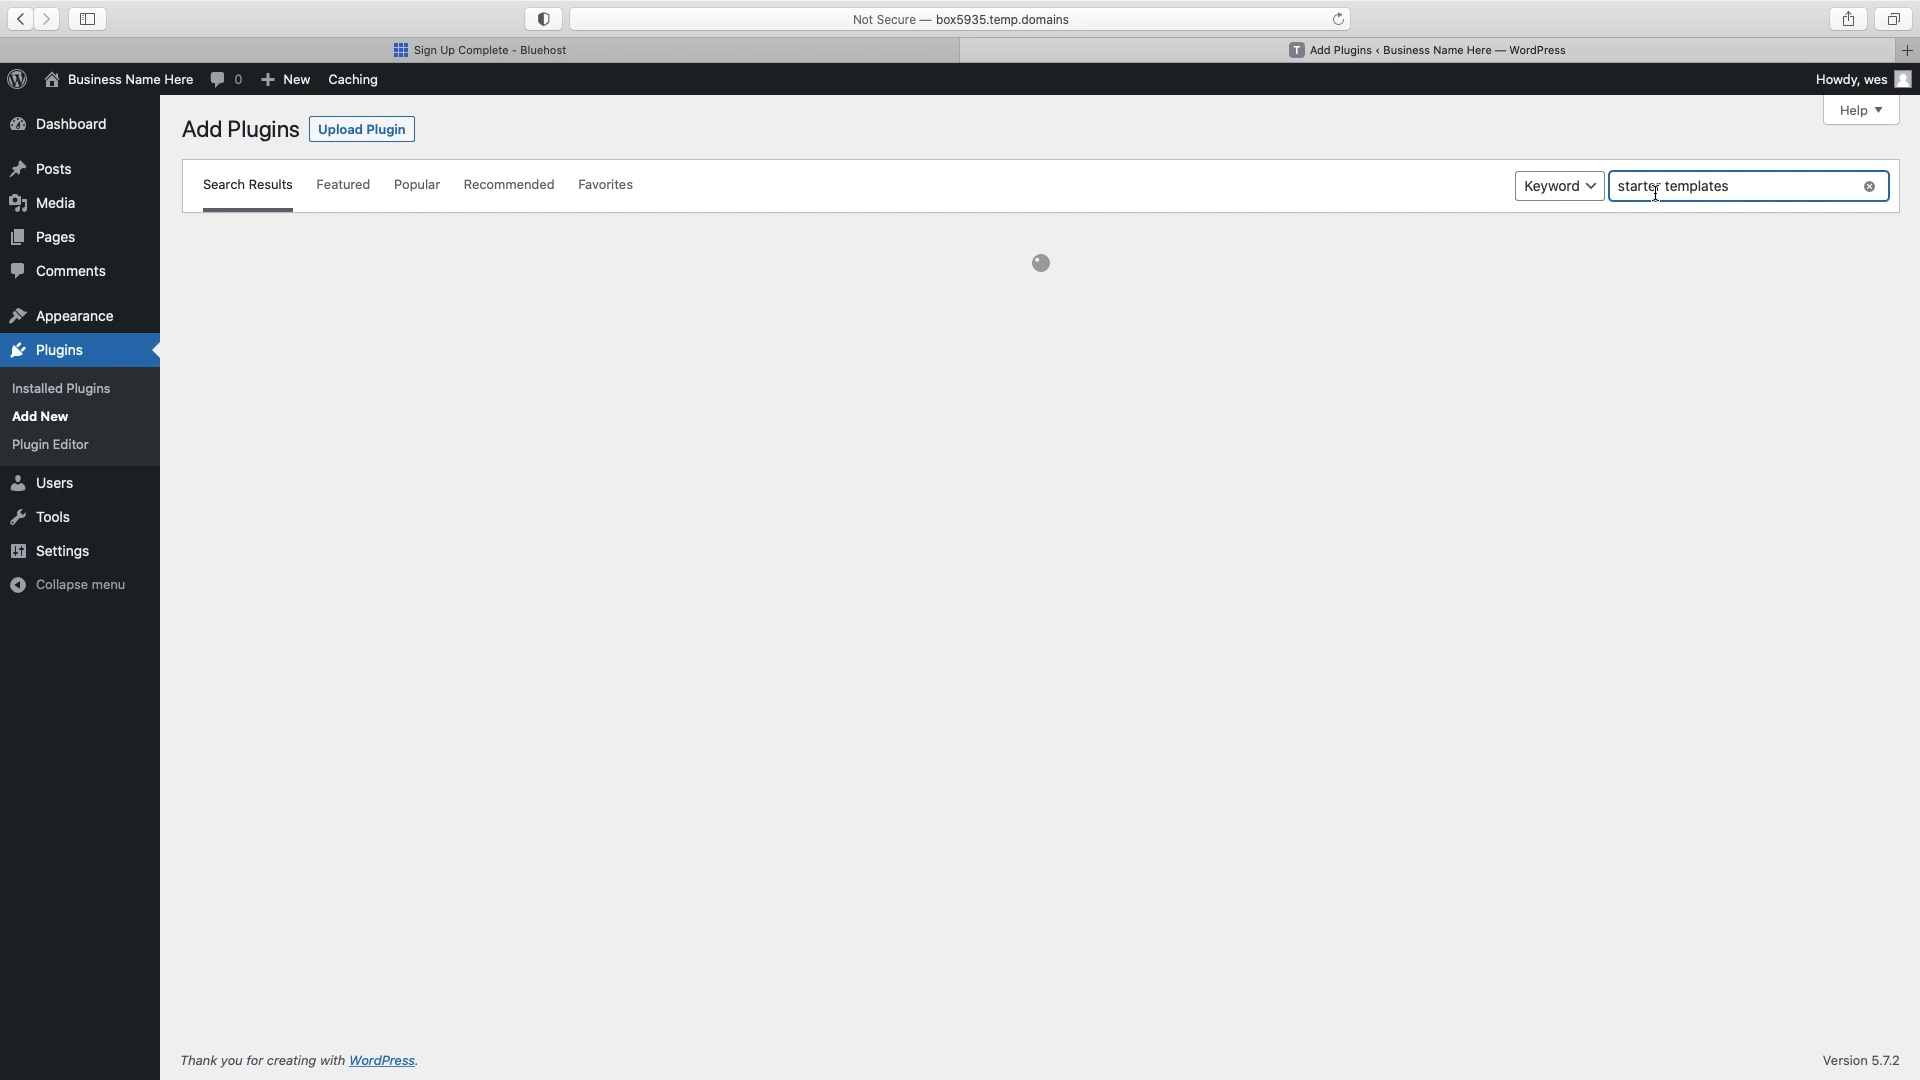 Not Secure — box5935.temp.domains
Sign Up Complete - Bluehost
T Add Plugins ‹ Business Name Here — WordPress
Business Name Here 0 New Caching Howdy, wes
Help
Dashboard
Posts
Media
Pages
Comments
Appearance
Plugins
Installed Plugins
Add New
Plugin Editor
Users
Tools
Settings
Collapse menu
Add Plugins Upload Plugin
Search Results Featured Popular Recommended Favorites Keyword starter templates
Thank you for creating with WordPress. Version 5.7.2